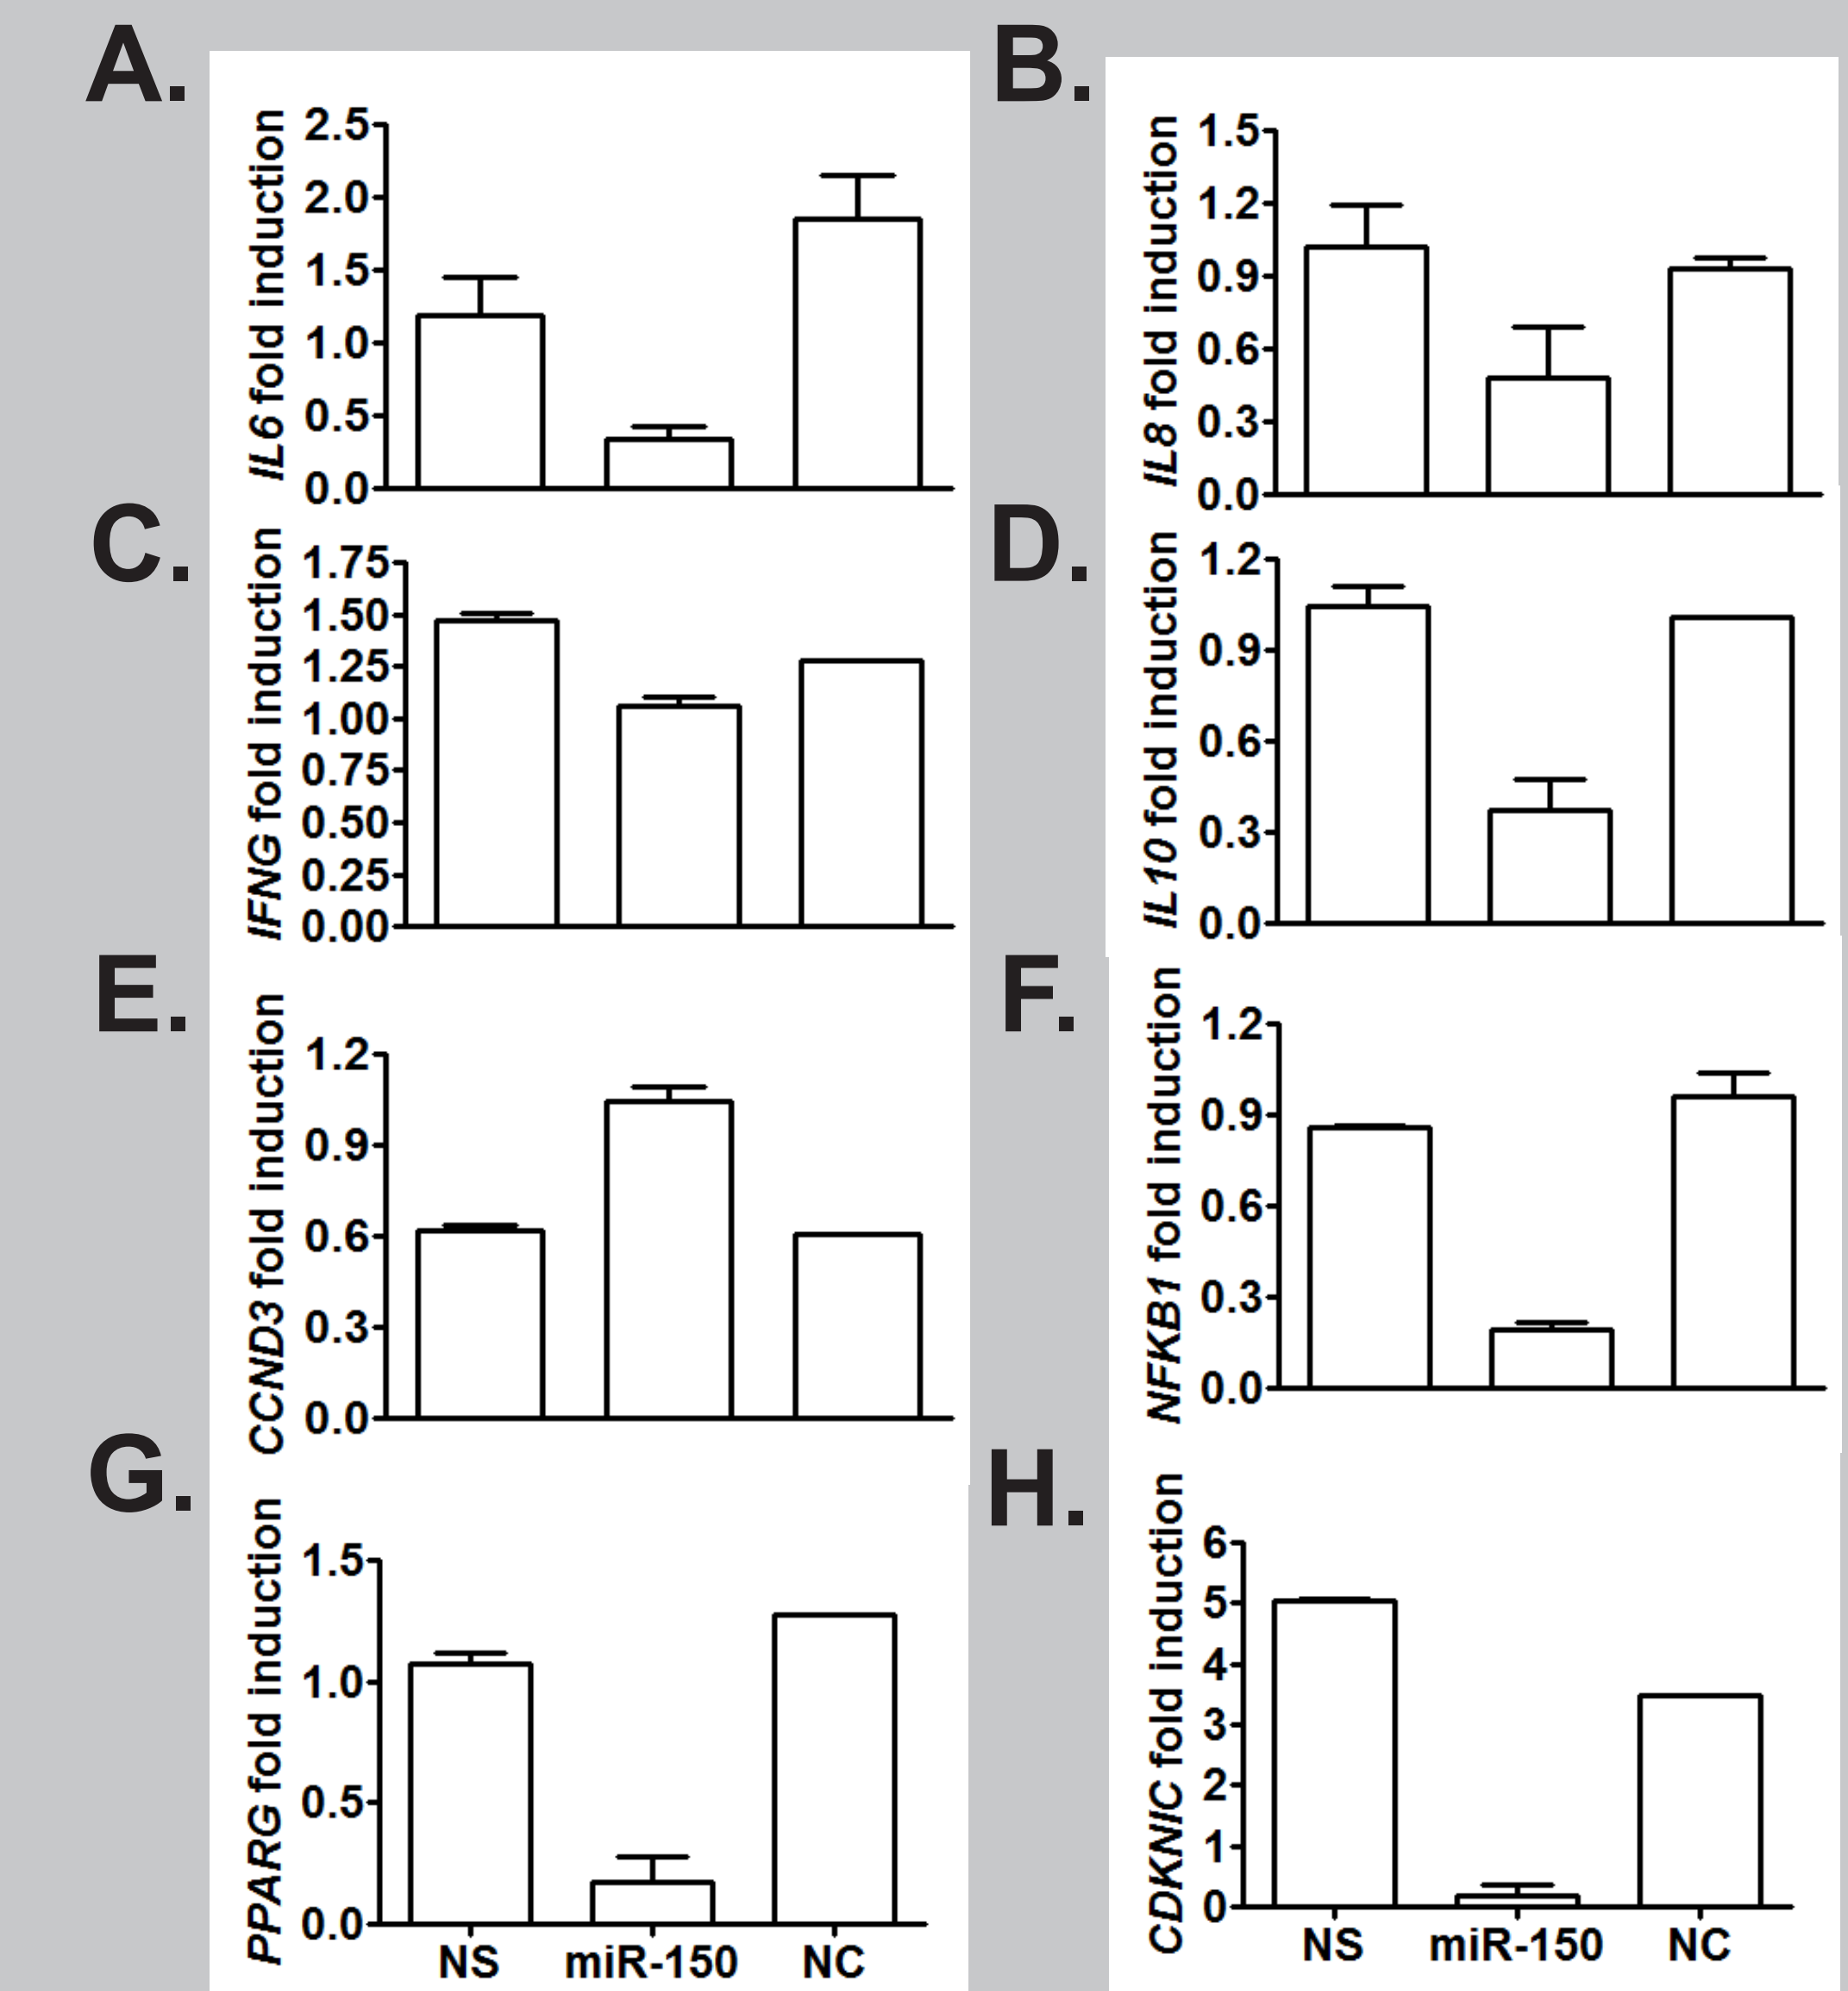 A.
IL6 fold induction
2.5
2.0
1.5
1.0
0.5
0.0
B.
IL8 fold induction
1.5
1.2
0.9
0.6
0.3
0.0
C.
IFNG fold induction
1.75
1.50
1.25
1.00
0.75
0.50
0.25
0.00
D.
IL10 fold induction
1.2
0.9
0.6
0.3
0.0
E.
CCND3 fold induction
1.2
0.9
0.6
0.3
0.0
F.
NFKB1 fold induction
1.2
0.9
0.6
0.3
0.0
G.
PPARG fold induction
1.5
1.0
0.5
0.0
NS miR-150 NC
H.
CDKNIC fold induction
6
5
4
3
2
1
0
NS miR-150 NC